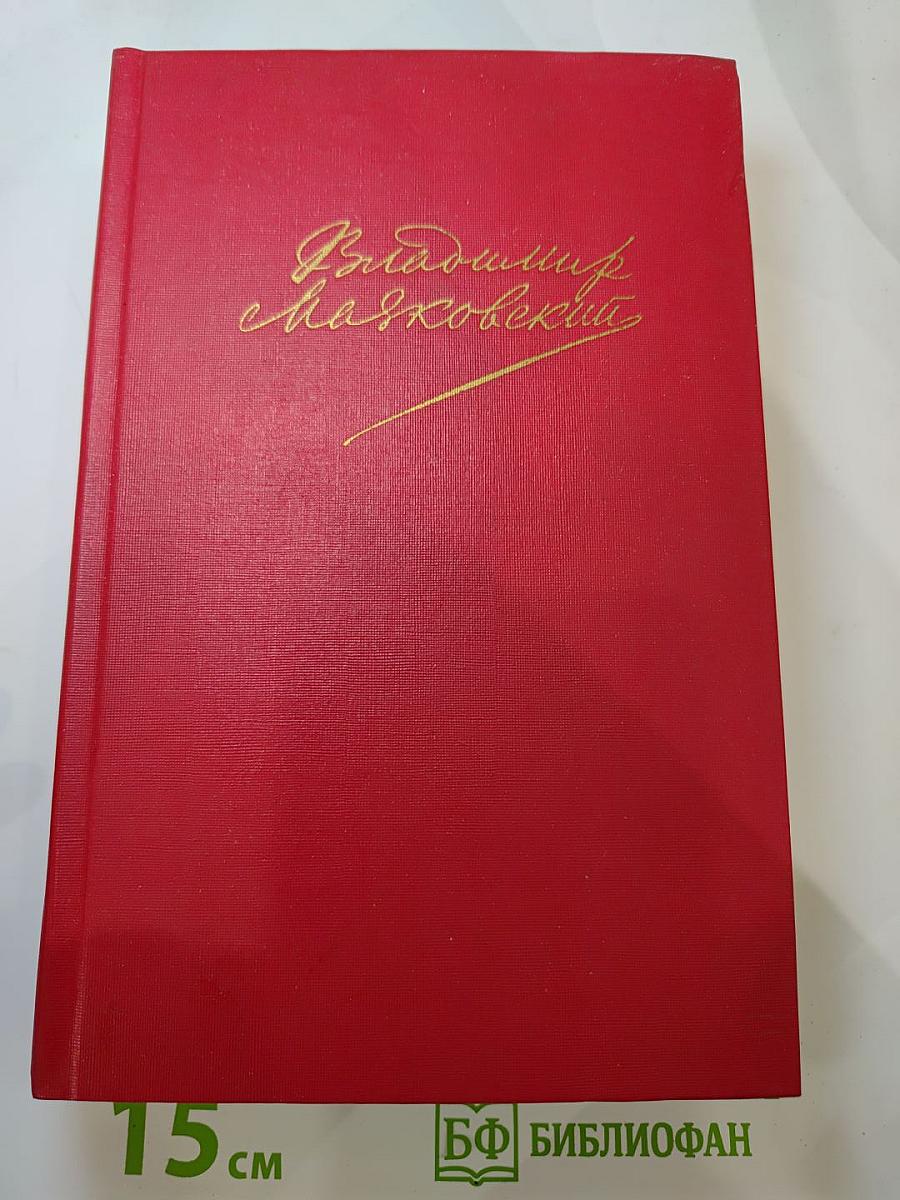 Владимир
Маяковский
15 см
БФ БИБЛИОФАН